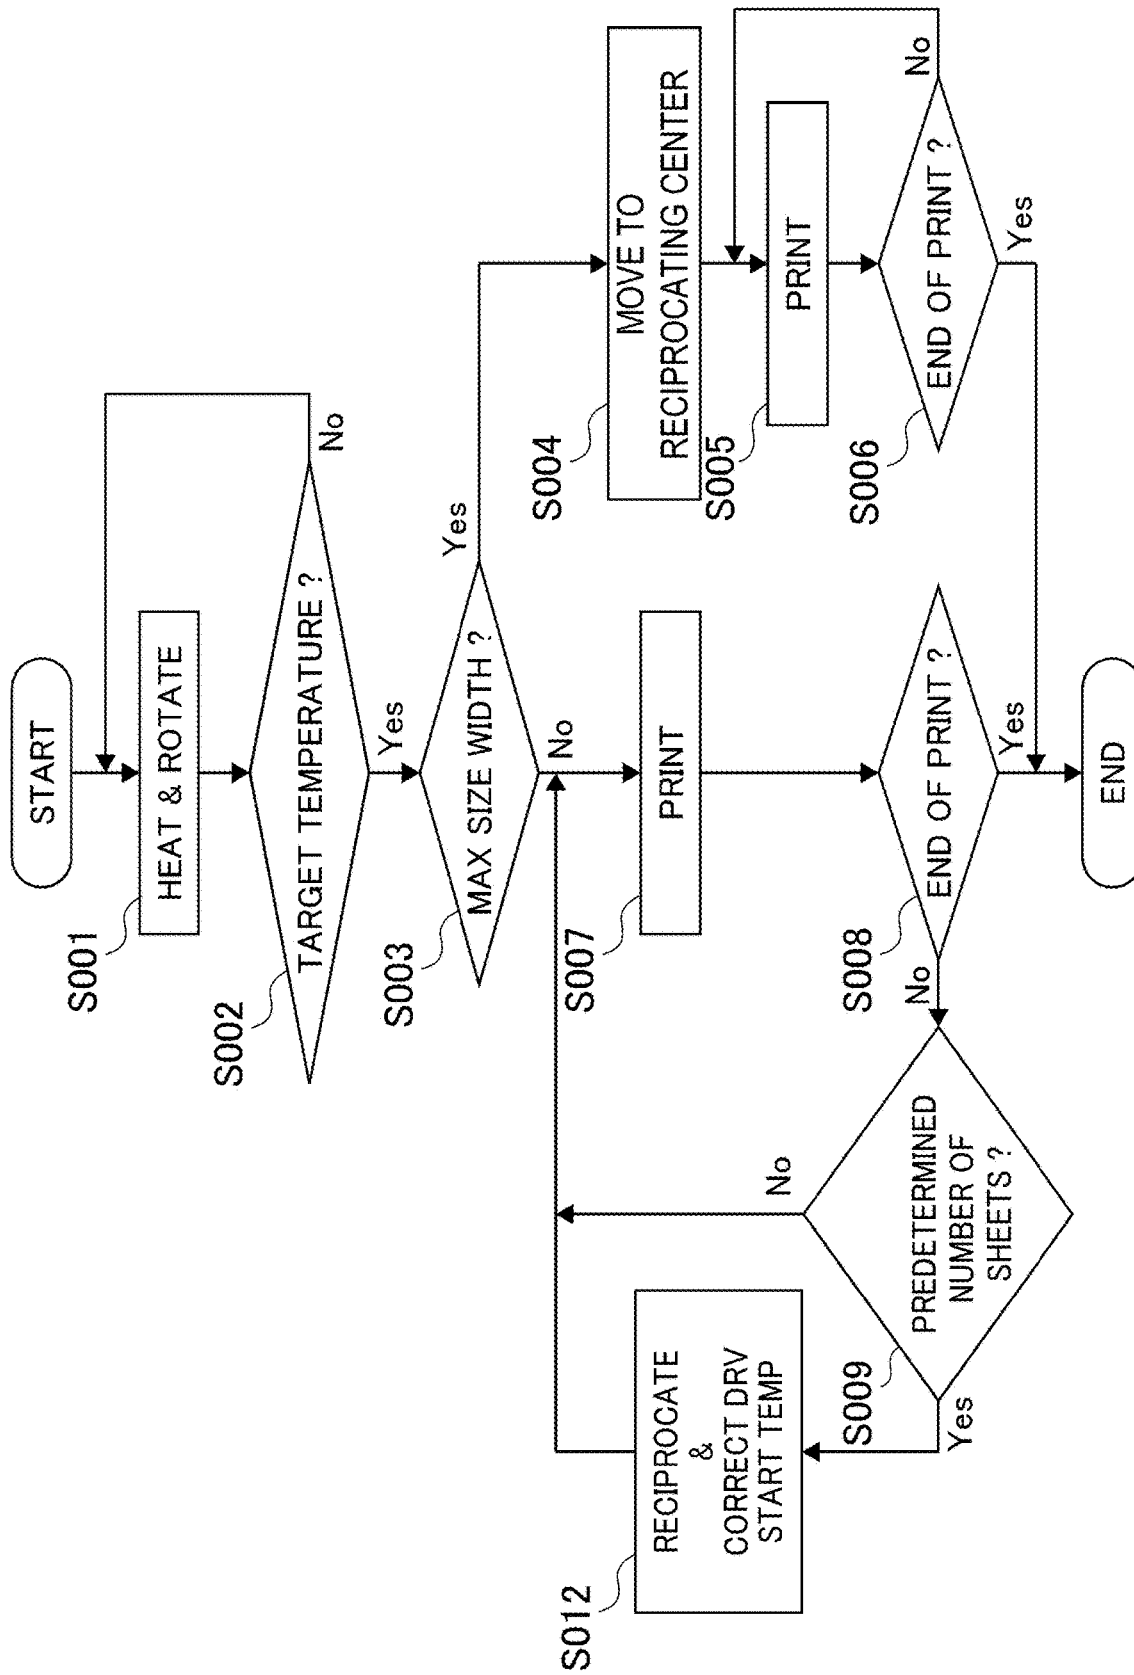 START
S001
HEAT & ROTATE
S002
TARGET TEMPERATURE ?
No
Yes
S003
MAX SIZE WIDTH ?
Yes
No
S004
MOVE TO
RECIPROCATING CENTER
S005
PRINT
S006
END OF PRINT ?
No
Yes
S007
PRINT
S008
END OF PRINT ?
No
Yes
S009
PREDETERMINED
NUMBER OF
SHEETS ?
No
Yes
S012
RECIPROCATE
&
CORRECT DRV
START TEMP
END